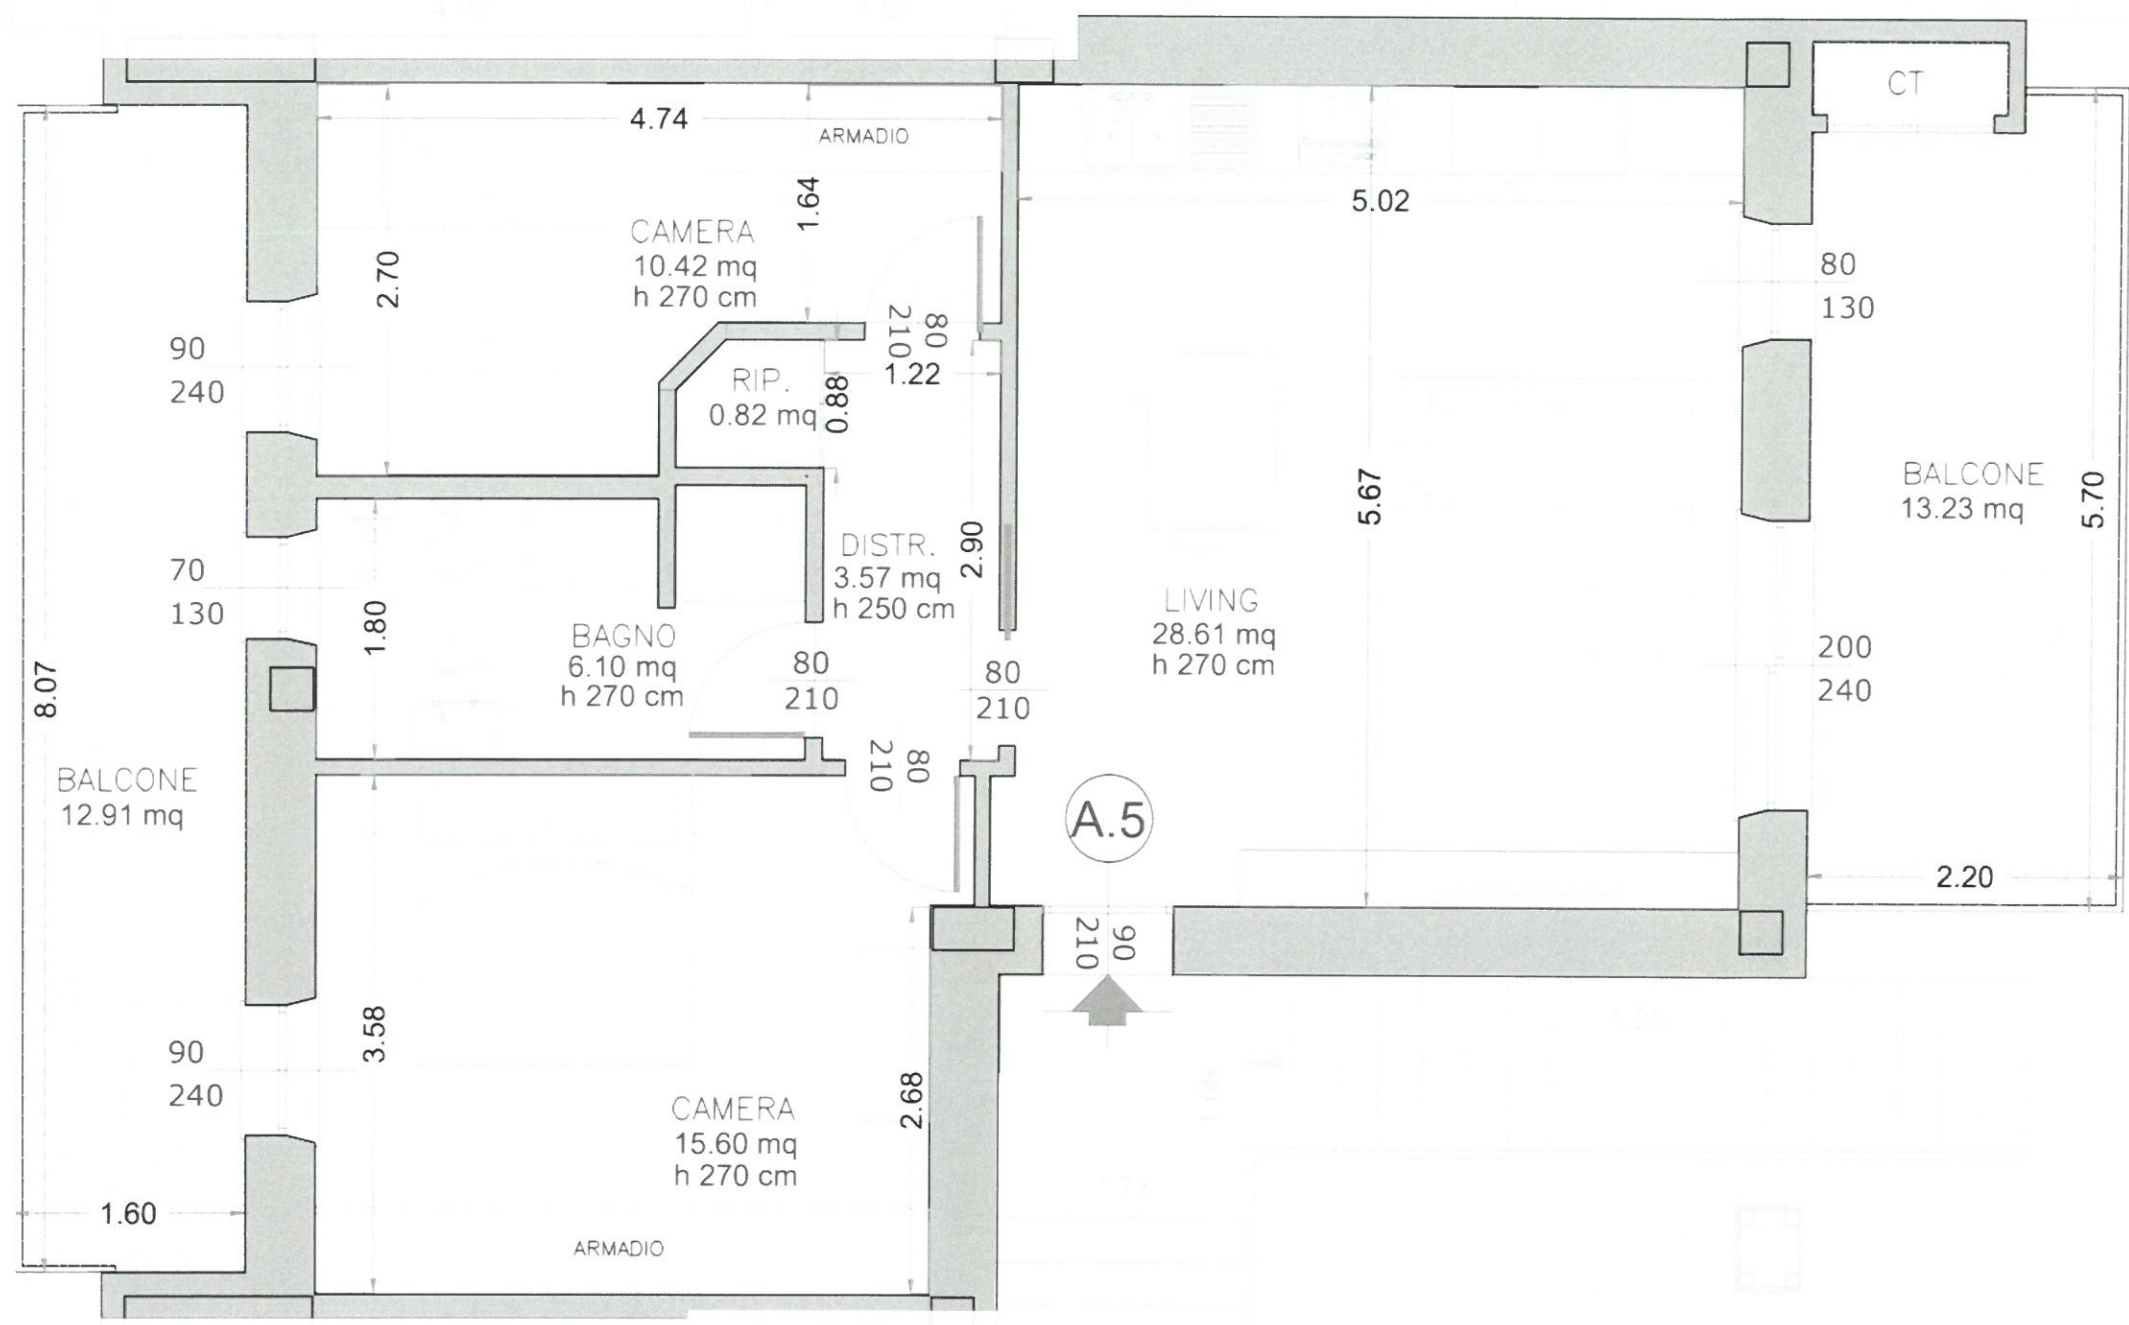 CT
4.74
ARMADIO
1.64
5.02
CAMERA
10.42 mq
h 270 cm
2.70
80
130
80
210
90
240
1.22
RIP.
0.82 mq
0.88
BALCONE
13.23 mq
5.70
5.67
DISTR.
3.57 mq
h 250 cm
2.90
70
130
1.80
BAGNO
6.10 mq
h 270 cm
80
210
80
210
LIVING
28.61 mq
h 270 cm
200
240
8.07
BALCONE
12.91 mq
80
210
A.5
2.20
90
210
3.58
90
240
2.98
CAMERA
15.60 mq
h 270 cm
1.60
ARMADIO